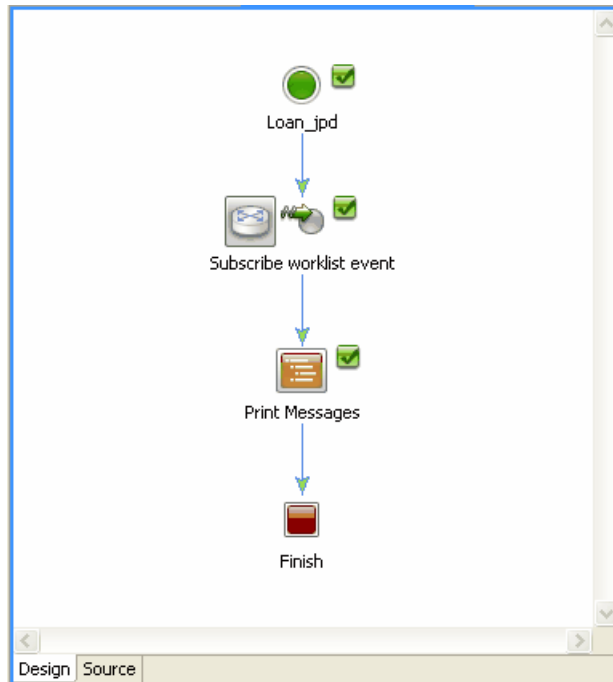 Loan_jpd
Subscribe worklist event
Print Messages
Finish
Design Source